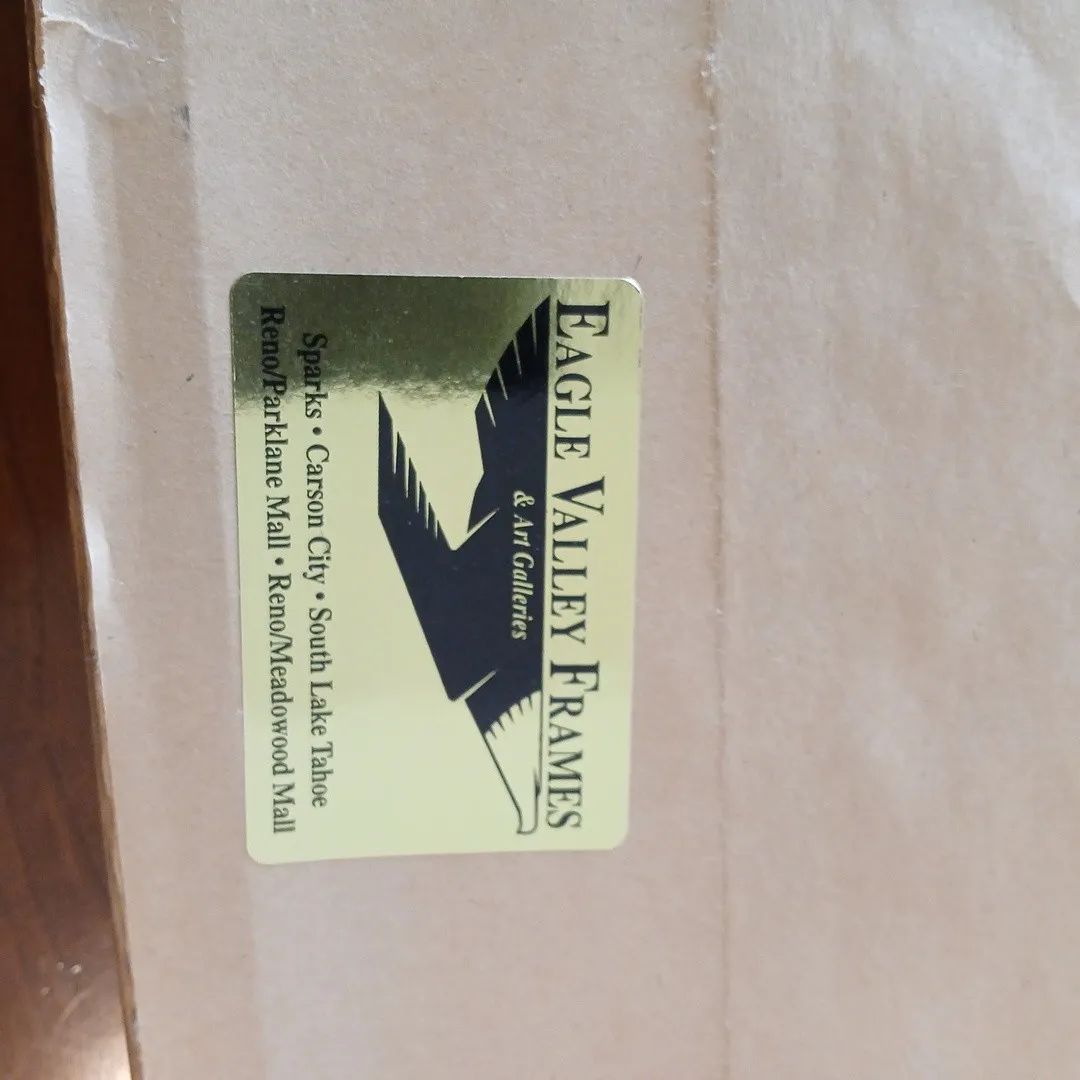 EAGLE VALLEY FRAMES
& Art Galleries
Sparks • Carson City • South Lake Tahoe
Reno/Parklane Mall • Reno/Meadowood Mall